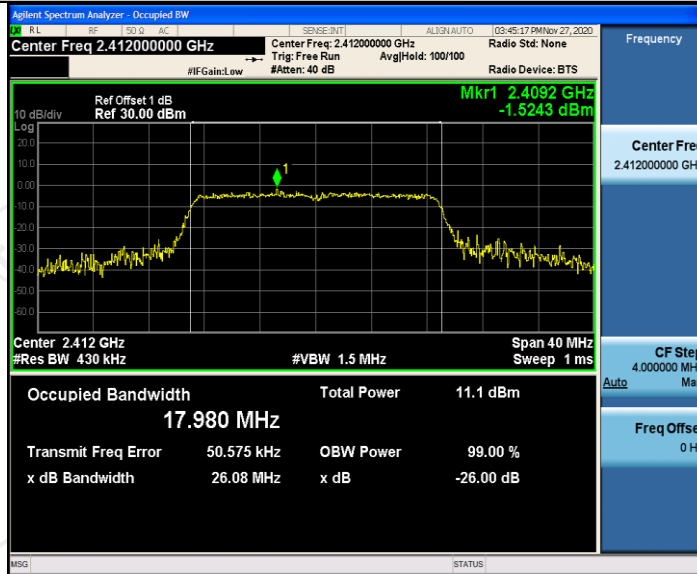 Agilent Spectrum Analyzer - Occupied BW
RL RF 50 Ω AC SENSE:INT ALIGN AUTO 03:45:17 PM Nov 27, 2020
Center Freq 2.412000000 GHz Center Freq: 2.412000000 GHz Radio Std: None
Trig: Free Run Avg|Hold: 100/100
#IFGain:Low #Atten: 40 dB Radio Device: BTS
Frequency
Ref Offset 1 dB Mkr1 2.4092 GHz
10 dB/div Ref 30.00 dBm -1.5243 dBm
Log
20.0
10.0
1
0.00
-10.0
-20.0
-30.0
-40.0
-50.0
-60.0
Center Fre
2.412000000 GH
Center 2.412 GHz Span 40 MHz
#Res BW 430 kHz #VBW 1.5 MHz Sweep 1 ms
CF Ste
4.000000 MH
Auto Ma
Occupied Bandwidth Total Power 11.1 dBm
17.980 MHz
Transmit Freq Error 50.575 kHz OBW Power 99.00 %
x dB Bandwidth 26.08 MHz x dB -26.00 dB
Freq Offse
0 H
MSG STATUS